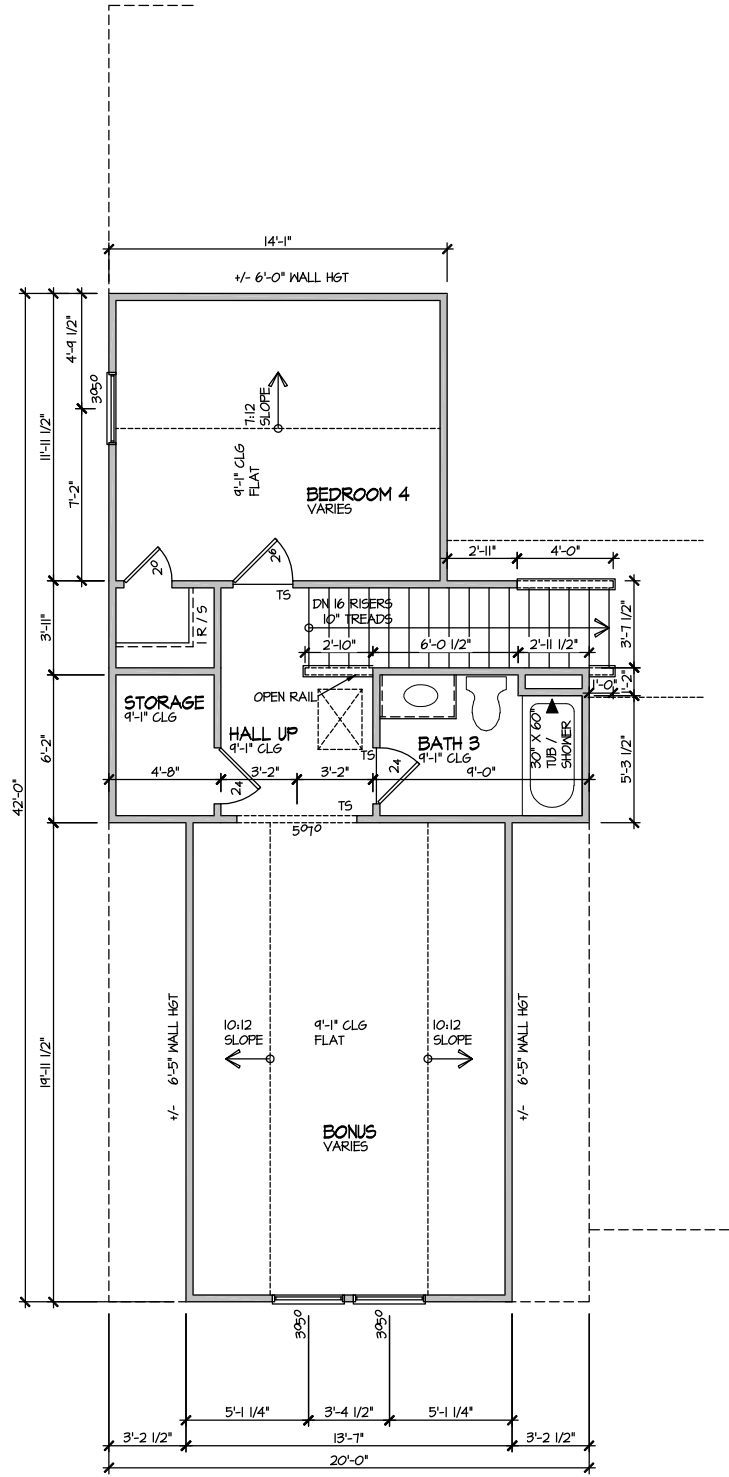 14'-1"
+/- 6'-0" WALL HGT
4'-9 1/2"
3050
11'-11 1/2"
7'-2"
7:12
SLOPE
9'-1" CLG
FLAT
BEDROOM 4
VARIES
20
26
2'-11"
4'-0"
TS
DN 16 RISERS
10" TREADS
R / S
3'-11"
3'-7 1/2"
2'-10"
6'-0 1/2"
2'-11 1/2"
1'-0"
1'-2"
OPEN RAIL
STORAGE
9'-1" CLG
HALL UP
9'-1" CLG
BATH 3
9'-1" CLG
TS
30" X 60"
TUB /
SHOWER
6'-2"
5'-3 1/2"
4'-8"
3'-2"
3'-2"
9'-0"
24
24
TS
5070
42'-0"
19'-11 1/2"
+/- 6'-5" WALL HGT
10:12
SLOPE
9'-1" CLG
FLAT
10:12
SLOPE
+/- 6'-5" WALL HGT
BONUS
VARIES
3050
3050
5'-1 1/4"
3'-4 1/2"
5'-1 1/4"
3'-2 1/2"
13'-7"
3'-2 1/2"
20'-0"